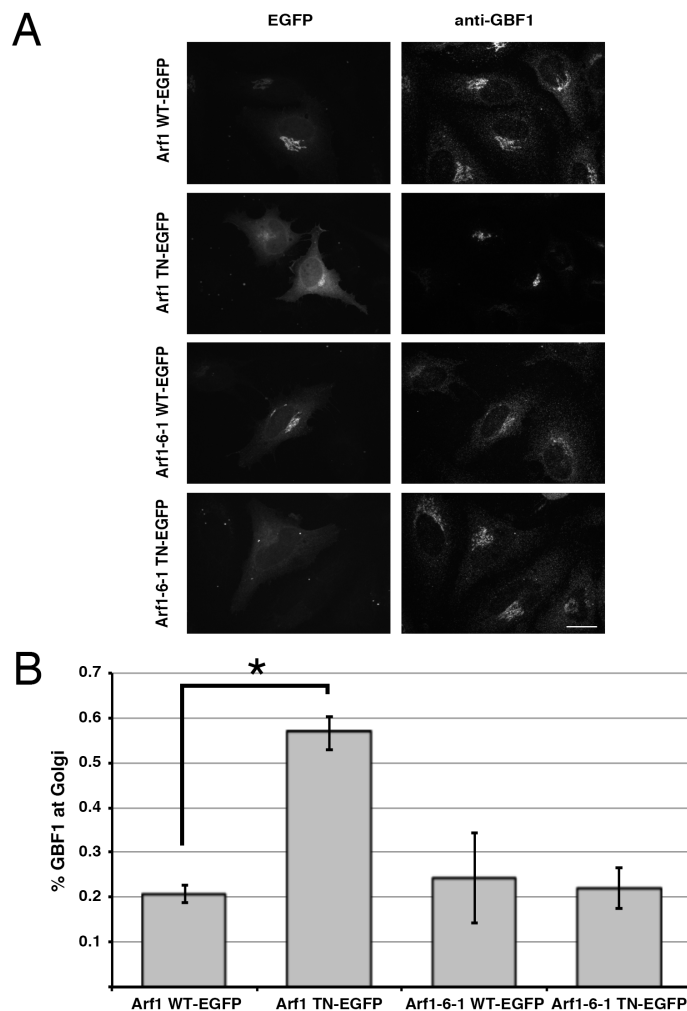 A
EGFP
anti-GBF1
Arf1 WT-EGFP
Arf1 TN-EGFP
Arf1-6-1 WT-EGFP
Arf1-6-1 TN-EGFP
B
*
% GBF1 at Golgi
0.7
0.6
0.5
0.4
0.3
0.2
0.1
Arf1 WT-EGFP
Arf1 TN-EGFP
Arf1-6-1 WT-EGFP
Arf1-6-1 TN-EGFP